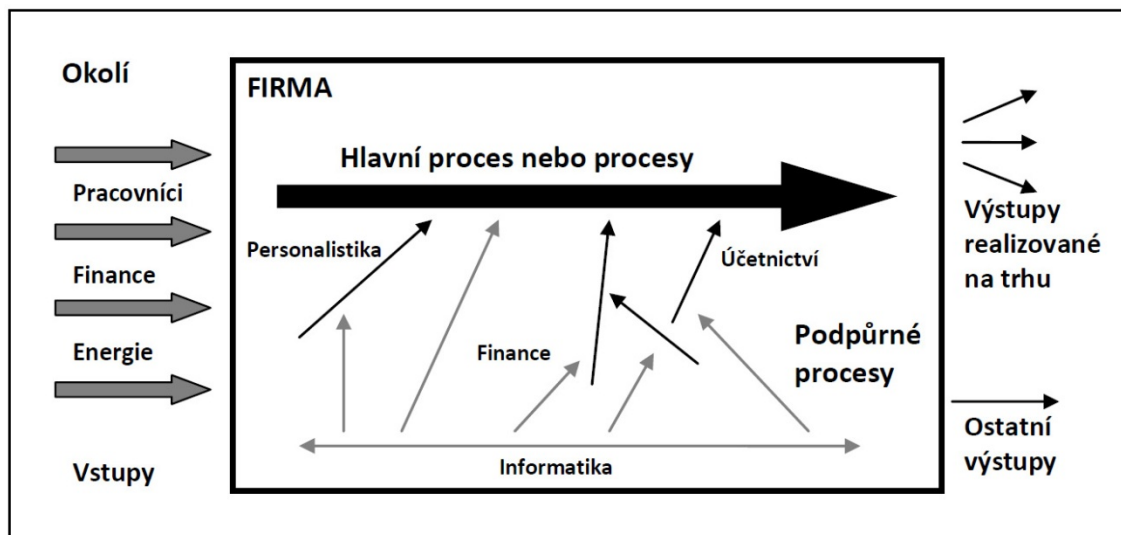 Okolí
Pracovníci
Finance
Energie
Vstupy
FIRMA
Hlavní proces nebo procesy
Personalistika
Účetnictví
Finance
Podpůrné
procesy
Informatika
Výstupy
realizované
na trhu
Ostatní
výstupy